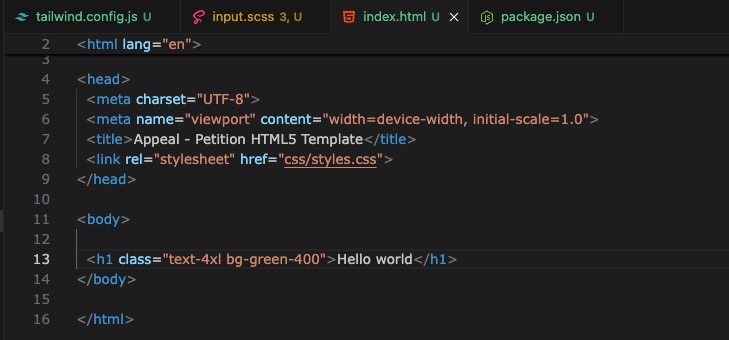 tailwind.config.js U input.scss 3, U index.html U × package.json U
2 <html lang="en">
3
4 <head>
5 <meta charset="UTF-8">
6 <meta name="viewport" content="width=device-width, initial-scale=1.0">
7 <title>Appeal - Petition HTML5 Template</title>
8 <link rel="stylesheet" href="css/styles.css">
9 </head>
10
11 <body>
12
13 <h1 class="text-4xl bg-green-400">Hello world</h1>
14 </body>
15
16 </html>